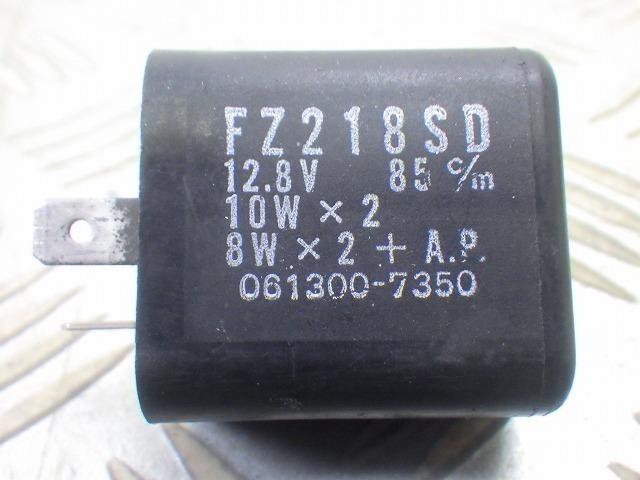 FZ218SD
12.8V 85 c/m
10W × 2
8W × 2 + A.P.
061300-7350